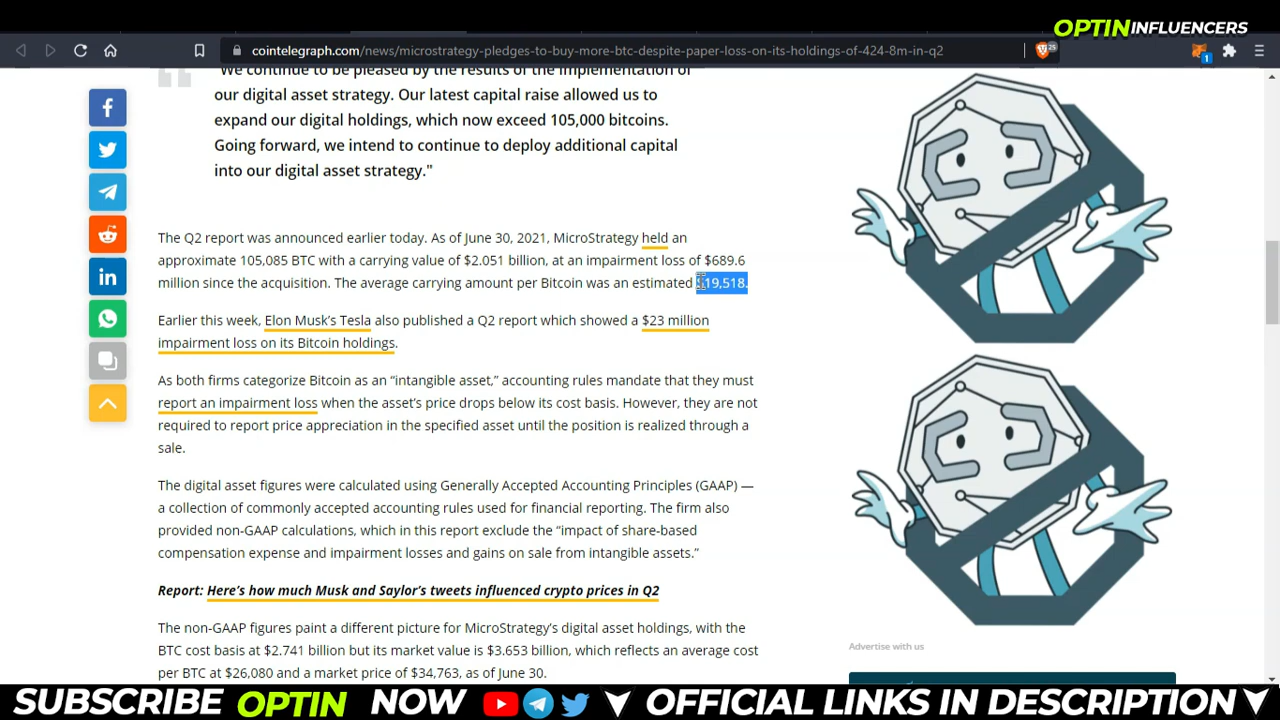 OPTIN INFLUENCERS
cointelegraph.com/news/microstrategy-pledges-to-buy-more-btc-despite-paper-loss-on-its-holdings-of-424-8m-in-q2
25
1
"We continue to be pleased by the results of the implementation of
our digital asset strategy. Our latest capital raise allowed us to
expand our digital holdings, which now exceed 105,000 bitcoins.
Going forward, we intend to continue to deploy additional capital
into our digital asset strategy."
The Q2 report was announced earlier today. As of June 30, 2021, MicroStrategy held an
approximate 105,085 BTC with a carrying value of $2.051 billion, at an impairment loss of $689.6
million since the acquisition. The average carrying amount per Bitcoin was an estimated $19,518.
Earlier this week, Elon Musk's Tesla also published a Q2 report which showed a $23 million
impairment loss on its Bitcoin holdings.
As both firms categorize Bitcoin as an “intangible asset,” accounting rules mandate that they must
report an impairment loss when the asset's price drops below its cost basis. However, they are not
required to report price appreciation in the specified asset until the position is realized through a
sale.
The digital asset figures were calculated using Generally Accepted Accounting Principles (GAAP) —
a collection of commonly accepted accounting rules used for financial reporting. The firm also
provided non-GAAP calculations, which in this report exclude the “impact of share-based
compensation expense and impairment losses and gains on sale from intangible assets.”
Report: Here's how much Musk and Saylor's tweets influenced crypto prices in Q2
The non-GAAP figures paint a different picture for MicroStrategy's digital asset holdings, with the
BTC cost basis at $2.741 billion but its market value is $3.653 billion, which reflects an average cost
per BTC at $26,080 and a market price of $34,763, as of June 30.
Advertise with us
SUBSCRIBE OPTIN NOW OFFICIAL LINKS IN DESCRIPTION